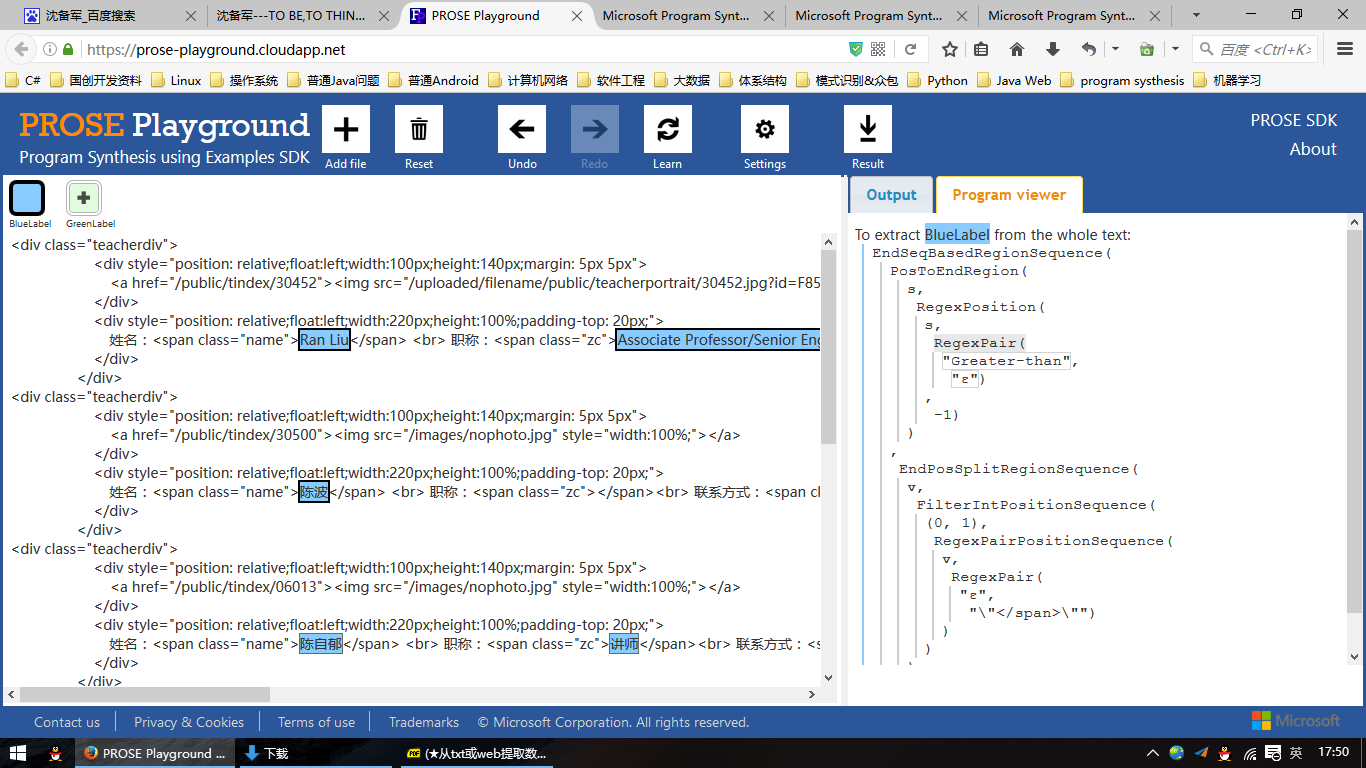 沈备军_百度搜索
沈备军---TO BE,TO THIN...
PROSE Playground
Microsoft Program Synt...
Microsoft Program Synt...
Microsoft Program Synt...
https://prose-playground.cloudapp.net
百度 <Ctrl+K>
C# 国创开发资料 Linux 操作系统 普通Java问题 普通Android 计算机网络 软件工程 大数据 体系结构 模式识别&众包 Python Java Web program systhesis 机器学习
PROSE Playground
Program Synthesis using Examples SDK
Add file Reset Undo Redo Learn Settings Result
PROSE SDK
About
BlueLabel GreenLabel
<div class="teacherdiv">
<div style="position: relative;float:left;width:100px;height:140px;margin: 5px 5px">
<a href="/public/tindex/30452"><img src="/uploaded/filename/public/teacherportrait/30452.jpg?id=F85
</div>
<div style="position: relative;float:left;width:220px;height:100%;padding-top: 20px;">
姓名：<span class="name">Ran Liu</span> <br> 职称：<span class="zc">Associate Professor/Senior Eng
</div>
</div>
<div class="teacherdiv">
<div style="position: relative;float:left;width:100px;height:140px;margin: 5px 5px">
<a href="/public/tindex/30500"><img src="/images/nophoto.jpg" style="width:100%;"></a>
</div>
<div style="position: relative;float:left;width:220px;height:100%;padding-top: 20px;">
姓名：<span class="name">陈波</span> <br> 职称：<span class="zc"></span><br> 联系方式：<span cl
</div>
</div>
<div class="teacherdiv">
<div style="position: relative;float:left;width:100px;height:140px;margin: 5px 5px">
<a href="/public/tindex/06013"><img src="/images/nophoto.jpg" style="width:100%;"></a>
</div>
<div style="position: relative;float:left;width:220px;height:100%;padding-top: 20px;">
姓名：<span class="name">陈自郁</span> <br> 职称：<span class="zc">讲师</span><br> 联系方式：<s
</div>
</div>
Output
Program viewer
To extract BlueLabel from the whole text:
EndSeqBasedRegionSequence(
PosToEndRegion(
s,
RegexPosition(
s,
RegexPair(
"Greater-than",
"ε")
,
-1)
)
,
EndPosSplitRegionSequence(
∇,
FilterIntPositionSequence(
(0, 1),
RegexPairPositionSequence(
∇,
RegexPair(
"ε",
"\"</span>\"")
)
)
)
Contact us Privacy & Cookies Terms of use Trademarks © Microsoft Corporation. All rights reserved.
Microsoft
PROSE Playground ...
下载
(★从txt或web提取数...
英
17:50